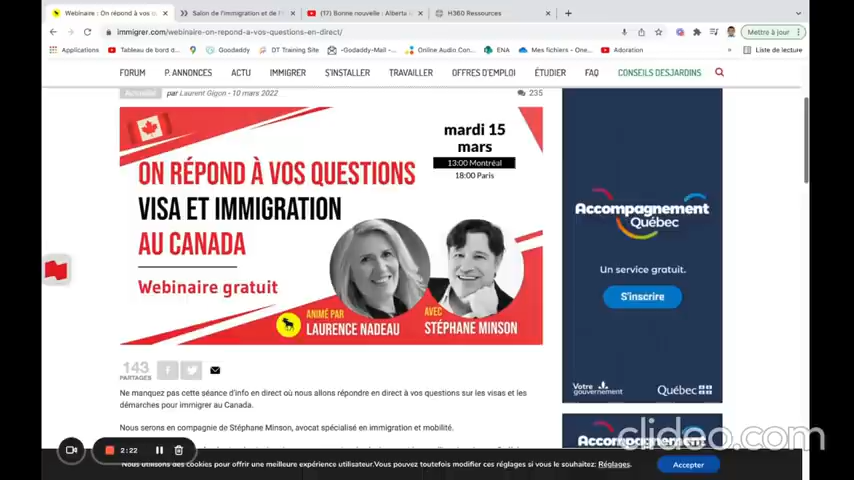 Webinaire : On répond à vos q
Salon de l'immigration et de l'
(17) Bonne nouvelle : Alberta
H360 Ressources
immigrer.com/webinaire-on-repond-a-vos-questions-en-direct/
Mettre à jour
Applications
Tableau de bord d...
Goodaddy
DT Training Site
-Godaddy-Mail -...
Online Audio Con...
ENA
Mes fichiers - One...
Adoration
Liste de lecture
FORUM
P. ANNONCES
ACTU
IMMIGRER
S'INSTALLER
TRAVAILLER
OFFRES D'EMPLOI
ÉTUDIER
FAQ
CONSEILS DESJARDINS
Actualité
par Laurent Gigon - 10 mars 2022
235
mardi 15
mars
13:00 Montréal
18:00 Paris
ON RÉPOND À VOS QUESTIONS
VISA ET IMMIGRATION
AU CANADA
Webinaire gratuit
ANIMÉ PAR
LAURENCE NADEAU
AVEC
STÉPHANE MINSON
Accompagnement
Québec
Un service gratuit.
S'inscrire
Votre
gouvernement
Québec
143
PARTAGES
Ne manquez pas cette séance d'info en direct où nous allons répondre en direct à vos questions sur les visas et les
démarches pour immigrer au Canada.
Nous serons en compagnie de Stéphane Minson, avocat spécialisé en immigration et mobilité.
Accompagnement
clideo.com
2:22
Nous utilisons des cookies pour offrir une meilleure expérience utilisateur.Vous pouvez toutefois modifier ces réglages si vous le souhaitez: Réglages.
Accepter